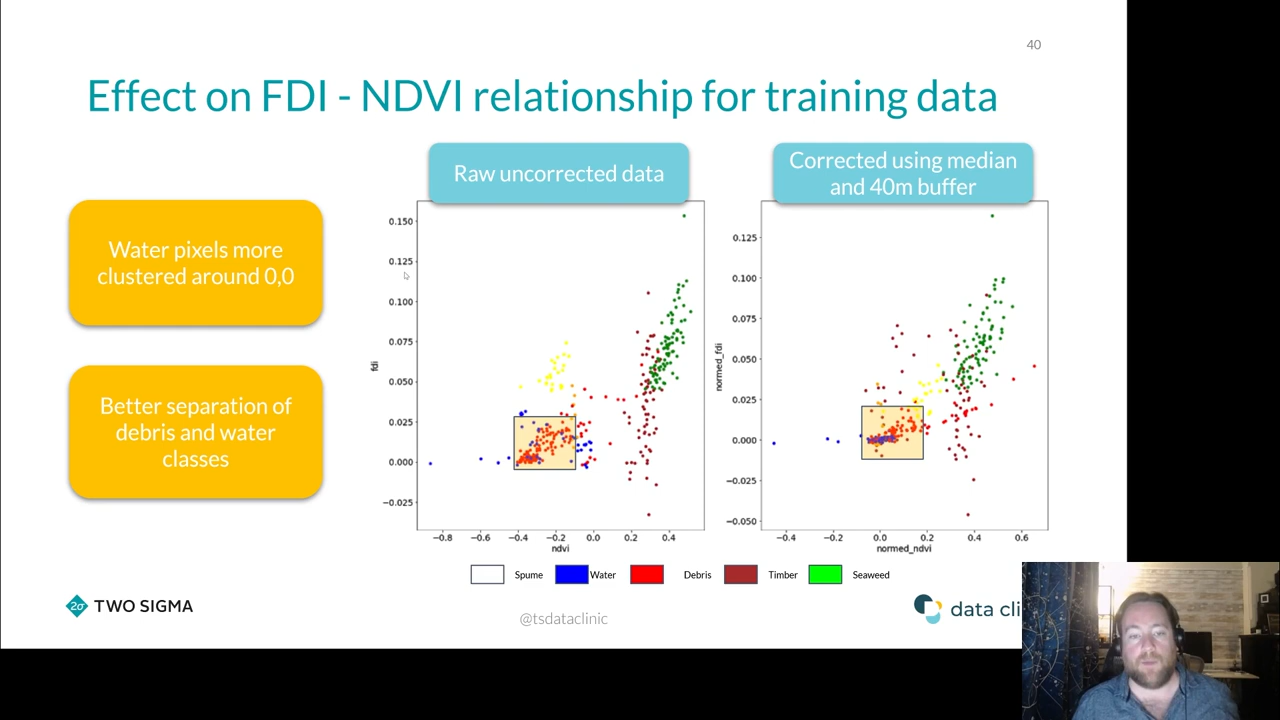 40
Effect on FDI - NDVI relationship for training data
Raw uncorrected data
Corrected using median
and 40m buffer
Water pixels more
clustered around 0,0
Better separation of
debris and water
classes
0.150
0.125
0.100
0.075
0.050
0.025
0.000
−0.025
fdi
−0.8 −0.6 −0.4 −0.2 0.0 0.2 0.4
ndvi
0.125
0.100
0.075
0.050
0.025
0.000
−0.025
−0.050
normed_fdi
−0.4 −0.2 0.0 0.2 0.4 0.6
normed_ndvi
Spume Water Debris Timber Seaweed
2σ TWO SIGMA
@tsdataclinic
data cli